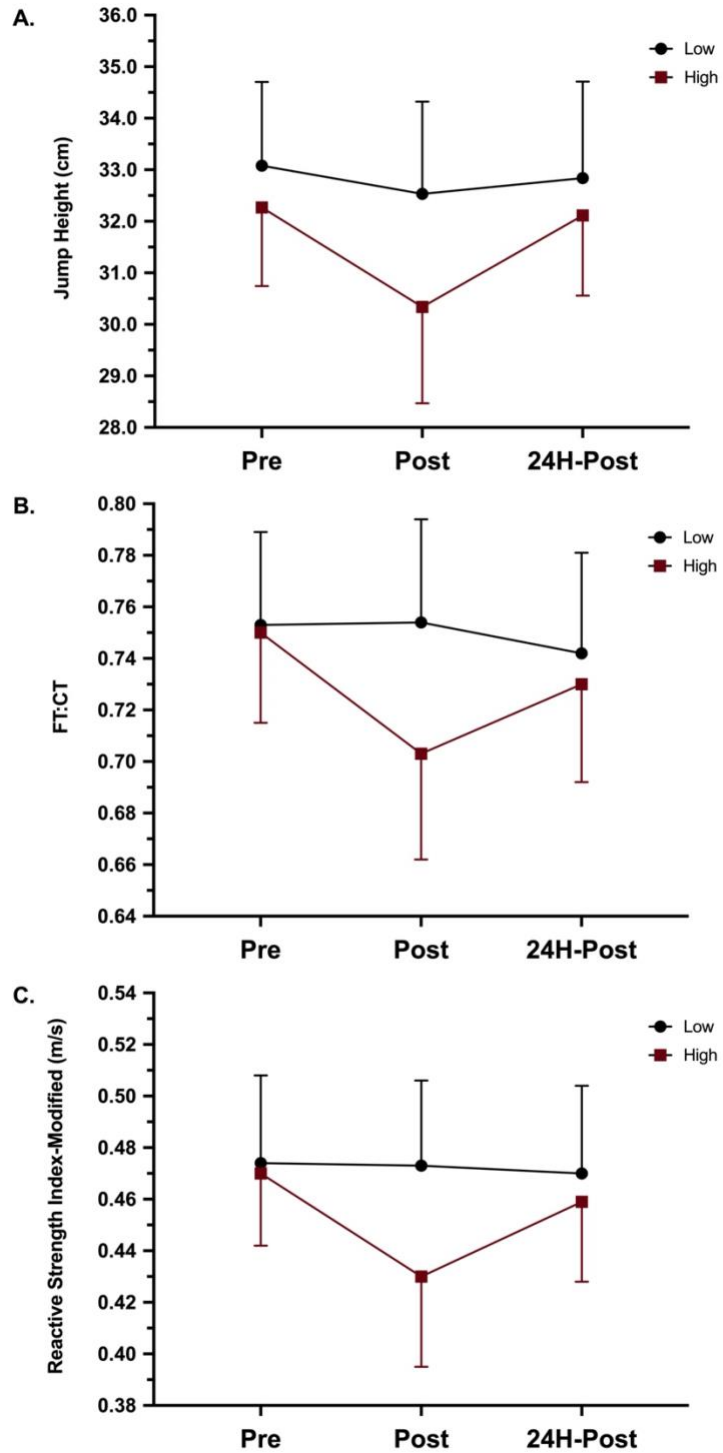 A.
Jump Height (cm)
36.0
35.0
34.0
33.0
32.0
31.0
30.0
29.0
28.0
Low
High
Pre Post 24H-Post
B.
FT:CT
0.80
0.78
0.76
0.74
0.72
0.70
0.68
0.66
0.64
Low
High
Pre Post 24H-Post
C.
Reactive Strength Index-Modified (m/s)
0.54
0.52
0.50
0.48
0.46
0.44
0.42
0.40
0.38
Low
High
Pre Post 24H-Post